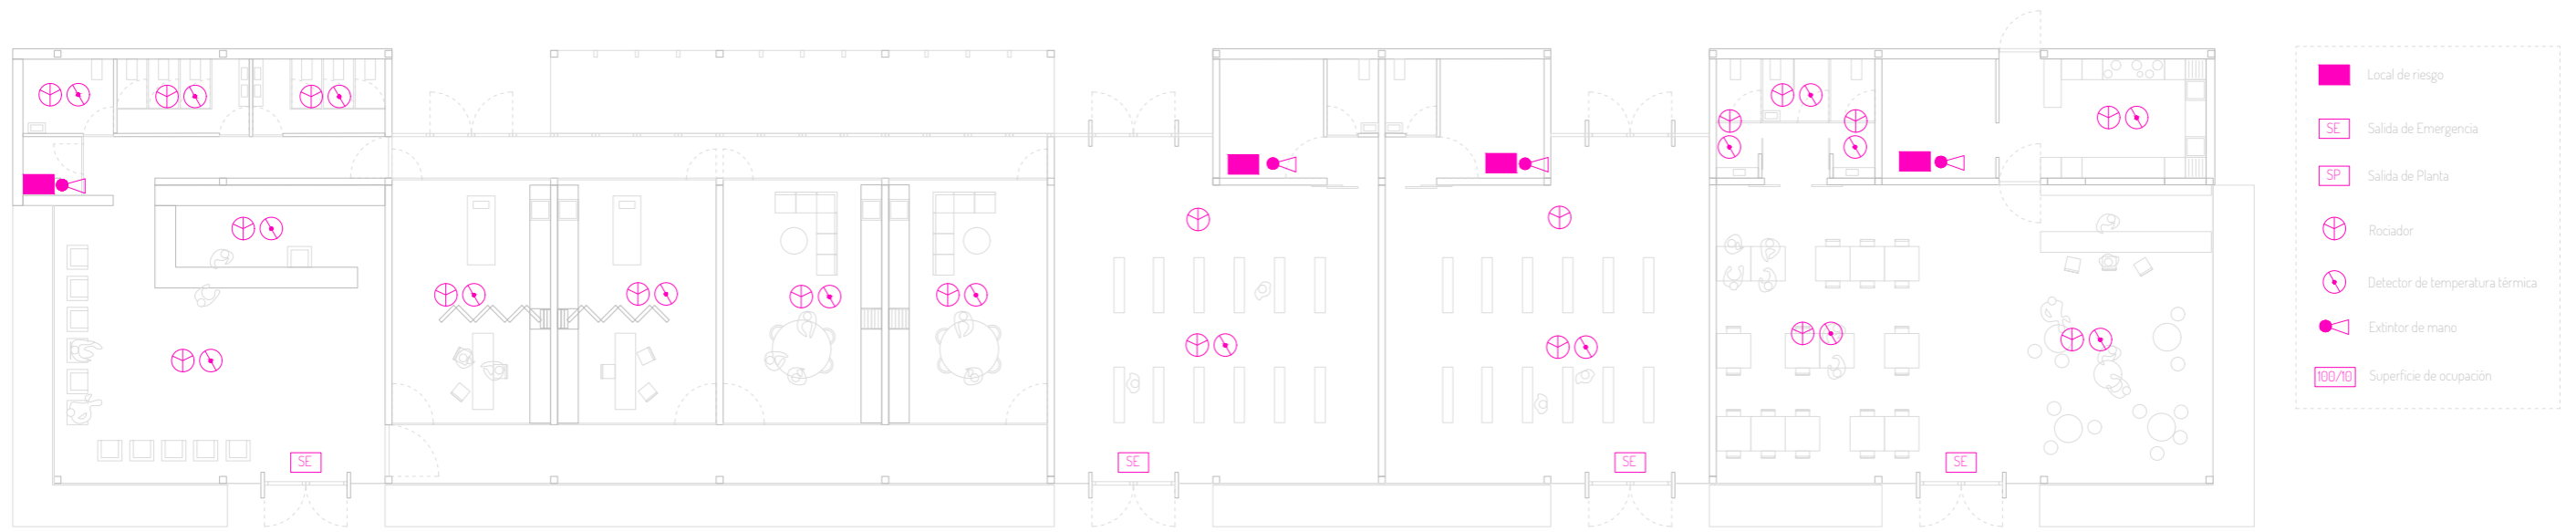 Local de riesgo
SE Salida de Emergencia
SP Salida de Planta
Rociador
Detector de temperatura térmica
Extintor de mano
100/10 Superficie de ocupación
SE
SE
SE
SE